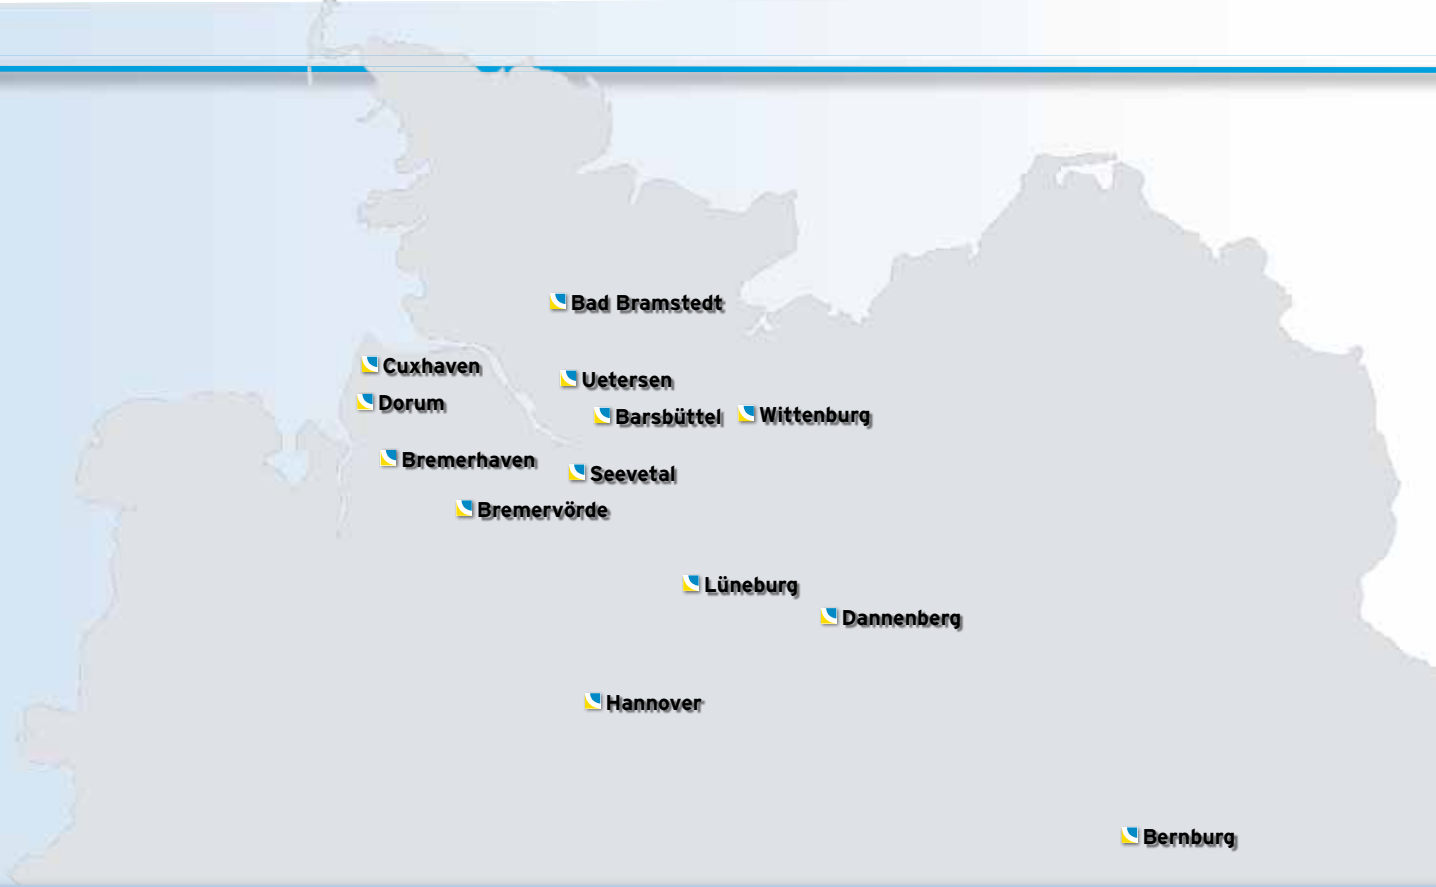 Bad Bramstedt
Cuxhaven
Uetersen
Dorum
Barsbüttel
Wittenburg
Bremerhaven
Seevetal
Bremervörde
Lüneburg
Dannenberg
Hannover
Bernburg